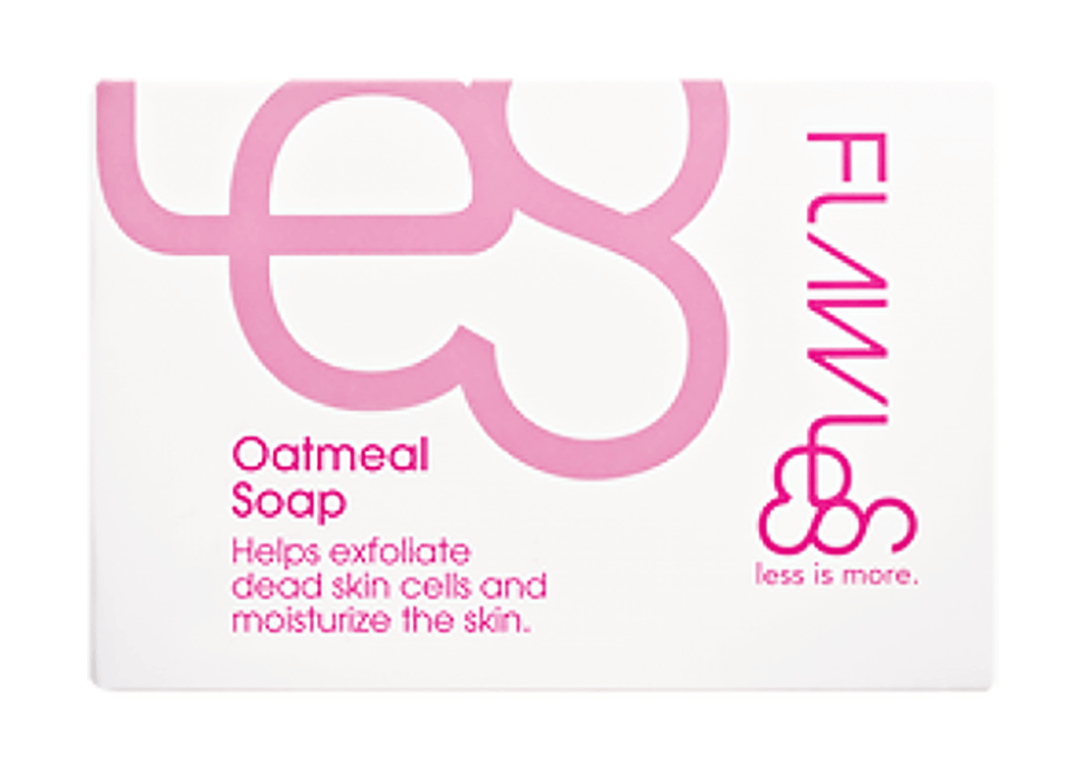 Oatmeal
Soap
Helps exfoliate
dead skin cells and
moisturize the skin.
FLAWLESS
less is more.